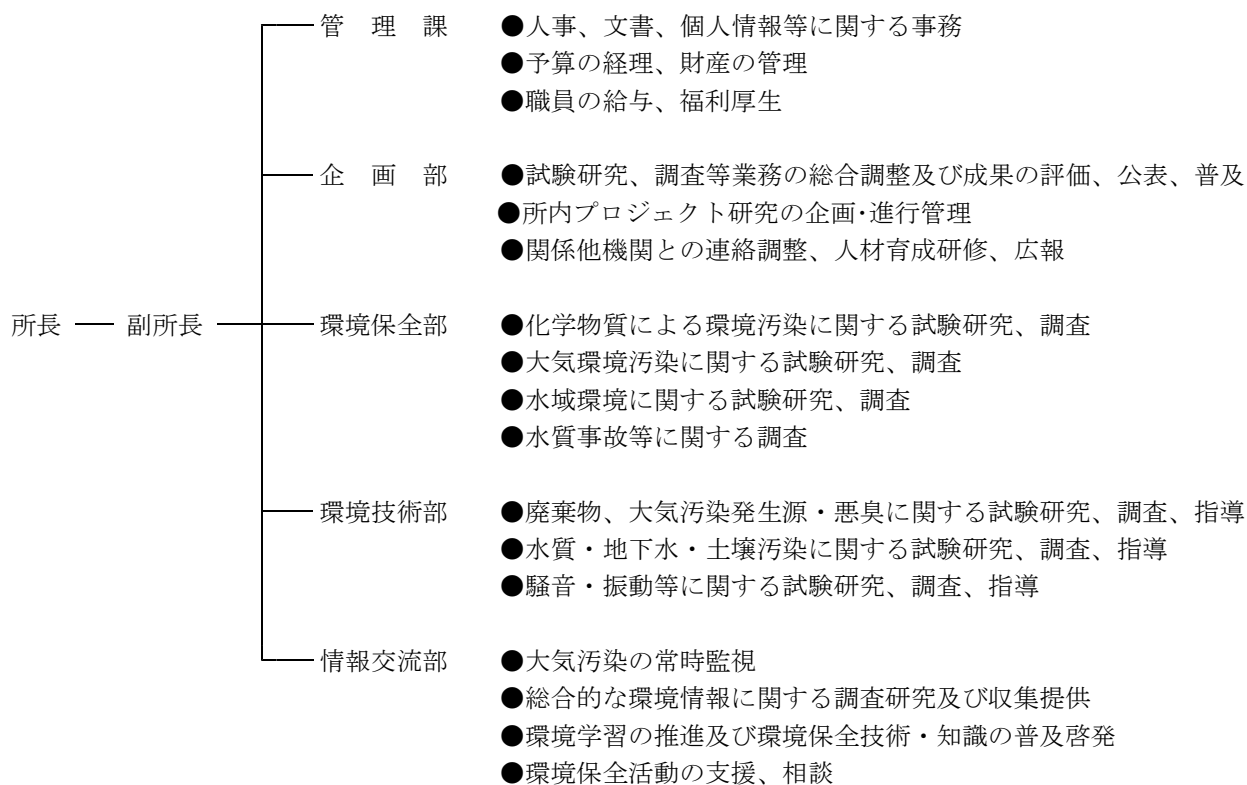 管　理　課　●人事、文書、個人情報等に関する事務
●予算の経理、財産の管理
●職員の給与、福利厚生
企　画　部　●試験研究、調査等業務の総合調整及び成果の評価、公表、普及
●所内プロジェクト研究の企画･進行管理
●関係他機関との連絡調整、人材育成研修、広報
所長　副所長　環境保全部　●化学物質による環境汚染に関する試験研究、調査
●大気環境汚染に関する試験研究、調査
●水域環境に関する試験研究、調査
●水質事故等に関する調査
環境技術部　●廃棄物、大気汚染発生源・悪臭に関する試験研究、調査、指導
●水質・地下水・土壌汚染に関する試験研究、調査、指導
●騒音・振動等に関する試験研究、調査、指導
情報交流部　●大気汚染の常時監視
●総合的な環境情報に関する調査研究及び収集提供
●環境学習の推進及び環境保全技術・知識の普及啓発
●環境保全活動の支援、相談